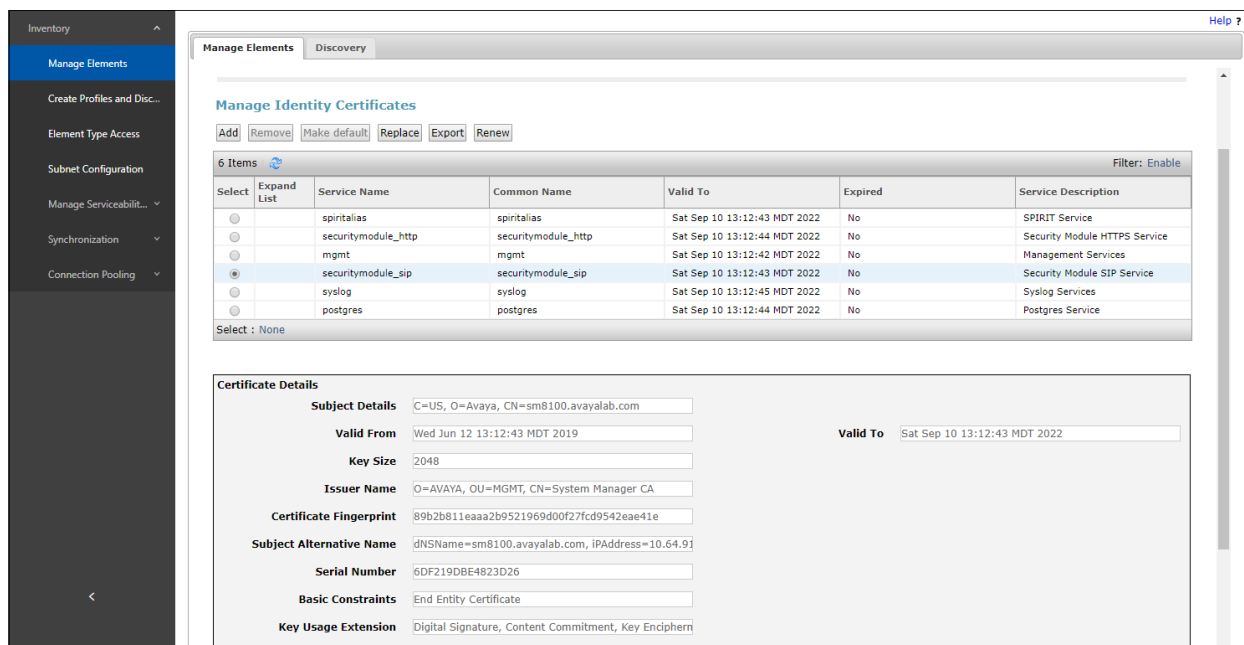 Help ?
Inventory
Manage Elements
Create Profiles and Disc...
Element Type Access
Subnet Configuration
Manage Serviceabilit...
Synchronization
Connection Pooling
<
Manage Elements Discovery
Manage Identity Certificates
Add Remove Make default Replace Export Renew
6 Items Filter: Enable
Select Expand List Service Name Common Name Valid To Expired Service Description
spiritalias spiritalias Sat Sep 10 13:12:43 MDT 2022 No SPIRIT Service
securitymodule_http securitymodule_http Sat Sep 10 13:12:44 MDT 2022 No Security Module HTTPS Service
mgmt mgmt Sat Sep 10 13:12:42 MDT 2022 No Management Services
securitymodule_sip securitymodule_sip Sat Sep 10 13:12:43 MDT 2022 No Security Module SIP Service
syslog syslog Sat Sep 10 13:12:45 MDT 2022 No Syslog Services
postgres postgres Sat Sep 10 13:12:44 MDT 2022 No Postgres Service
Select : None
Certificate Details
Subject Details C=US, O=Avaya, CN=sm8100.avayalab.com
Valid From Wed Jun 12 13:12:43 MDT 2019 Valid To Sat Sep 10 13:12:43 MDT 2022
Key Size 2048
Issuer Name O=AVAYA, OU=MGMT, CN=System Manager CA
Certificate Fingerprint 89b2b811eaaa2b9521969d00f27fcd9542eae41e
Subject Alternative Name dNSName=sm8100.avayalab.com, iPAddress=10.64.91
Serial Number 6DF219DBE4823D26
Basic Constraints End Entity Certificate
Key Usage Extension Digital Signature, Content Commitment, Key Encipherm